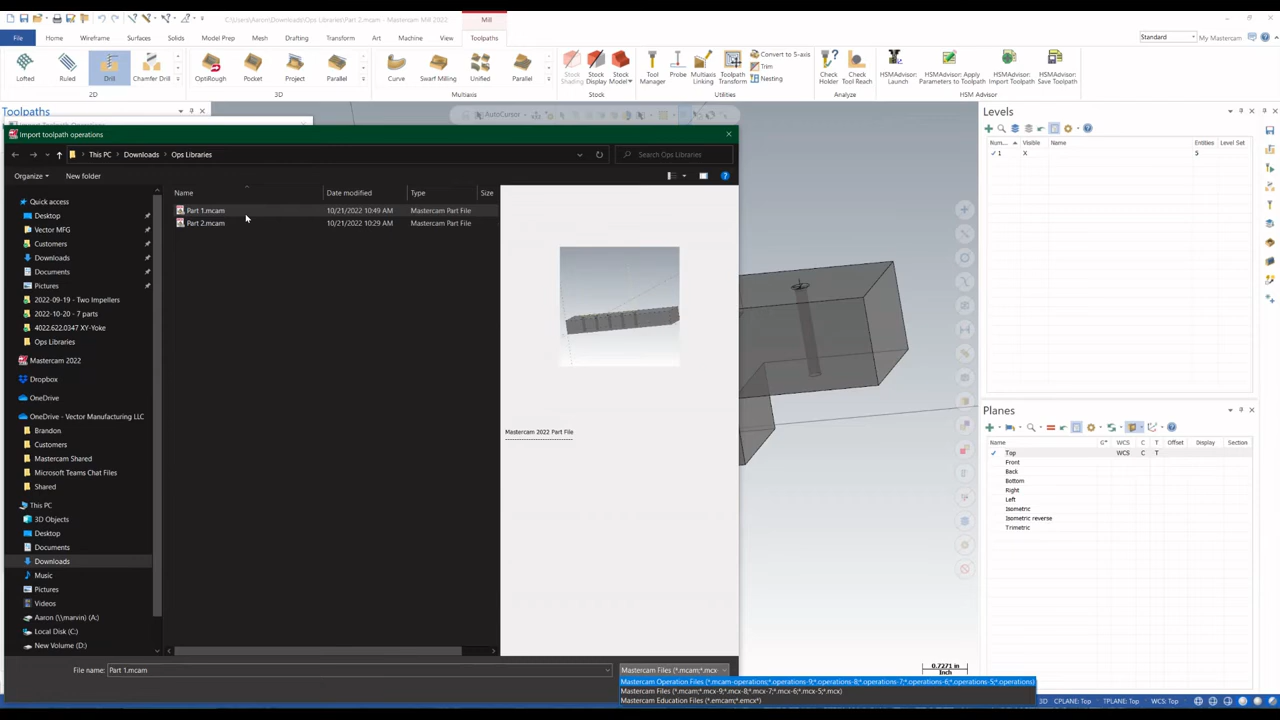 C:\Users\Aaron\Downloads\Ops Libraries\Part 2.mcam - Mastercam Mill 2022
Mill
File Home Wireframe Surfaces Solids Model Prep Mesh Drafting Transform Art Machine View Toolpaths
Standard
My Mastercam
Lofted Ruled Drill Chamfer Drill OptiRough Pocket Project Parallel Curve Swarf Milling Unified Parallel
Stock Shading Stock Display Stock Model
Tool Manager Probe Multiaxis Linking Toolpath Transform
Convert to 5-axis
Trim
Nesting
Check Holder Check Tool Reach
HSMAdvisor: Launch HSMAdvisor: Apply Parameters to Toolpath HSMAdvisor: Import Toolpath HSMAdvisor: Save Toolpath
2D 3D Multiaxis Stock Utilities Analyze HSM Advisor
Toolpaths
AutoCursor
Levels
Import toolpath operations
This PC Downloads Ops Libraries
Search Ops Libraries
Organize New folder
Name Date modified Type Size
Part 1.mcam 10/21/2022 10:49 AM Mastercam Part File
Part 2.mcam 10/21/2022 10:29 AM Mastercam Part File
Quick access
Desktop
Vector MFG
Customers
Downloads
Documents
Pictures
2022-09-19 - Two Impellers
2022-10-20 - 7 parts
4022.622.0347 XY-Yoke
Ops Libraries
Mastercam 2022
Dropbox
OneDrive
OneDrive - Vector Manufacturing LLC
Brandon
Customers
Mastercam Shared
Microsoft Teams Chat Files
Shared
This PC
3D Objects
Desktop
Documents
Downloads
Music
Pictures
Videos
Aaron (\\marvin) (A:)
Local Disk (C:)
New Volume (D:)
Mastercam 2022 Part File
File name: Part 1.mcam
Mastercam Files (*.mcam;*.mcx-
Mastercam Operation Files (*.mcam-operations;*.operations-9;*.operations-8;*.operations-7;*.operations-6;*.operations-5;*.operations)
Mastercam Files (*.mcam;*.mcx-9;*.mcx-8;*.mcx-7;*.mcx-6;*.mcx-5;*.mcx)
Mastercam Education Files (*.emcam;*.emcx*)
Num... Visible Name Entities Level Set
1 X 5
Planes
Name G WCS C T Offset Display Section
Top WCS C T
Front
Back
Bottom
Right
Left
Isometric
Isometric reverse
Trimetric
0.7271 in
Inch
3D CPLANE: TOP TPLANE: TOP WCS: TOP